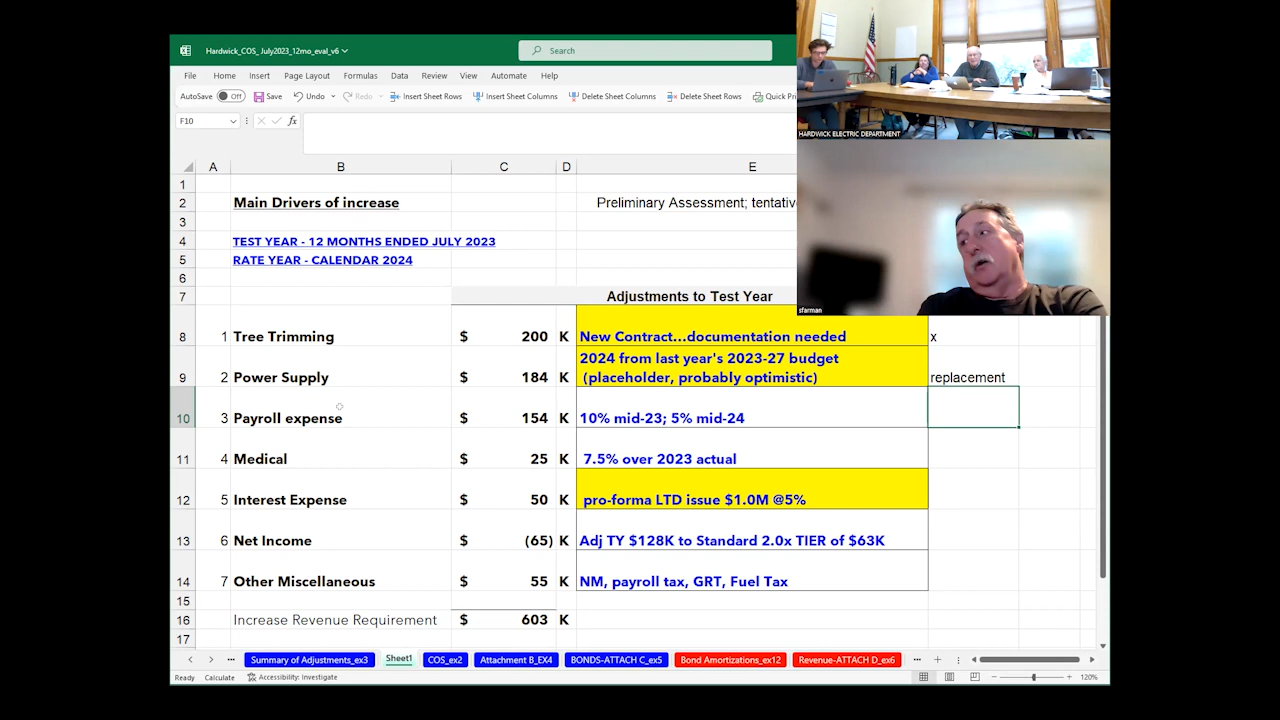 Hardwick_COS_July2023_12mo_eval_v6
Search
File Home Insert Page Layout Formulas Data Review View Automate Help
AutoSave Off Save Undo Redo Insert Sheet Rows Insert Sheet Columns Delete Sheet Columns Delete Sheet Rows Quick Pri
F10 fx
A B C D E
1
2 Main Drivers of increase Preliminary Assessment; tentativ
3
4 TEST YEAR - 12 MONTHS ENDED JULY 2023
5 RATE YEAR - CALENDAR 2024
6
7 Adjustments to Test Year
8 1 Tree Trimming $ 200 K New Contract...documentation needed x
2024 from last year's 2023-27 budget
9 2 Power Supply $ 184 K (placeholder, probably optimistic) replacement
10 3 Payroll expense $ 154 K 10% mid-23; 5% mid-24
11 4 Medical $ 25 K 7.5% over 2023 actual
12 5 Interest Expense $ 50 K pro-forma LTD issue $1.0M @5%
13 6 Net Income $ (65) K Adj TY $128K to Standard 2.0x TIER of $63K
14 7 Other Miscellaneous $ 55 K NM, payroll tax, GRT, Fuel Tax
15
16 Increase Revenue Requirement $ 603 K
17
Summary of Adjustments_ex3 Sheet1 COS_ex2 Attachment B_EX4 BONDS-ATTACH C_ex5 Bond Amortizations_ex12 Revenue-ATTACH D_ex6
Ready Calculate Accessibility: Investigate 120%
HARDWICK ELECTRIC DEPARTMENT
sfarman